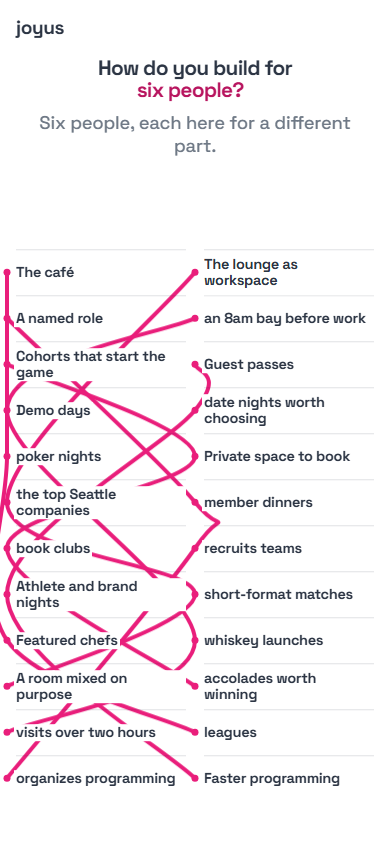 joyus
How do you build for
six people?
Six people, each here for a different
part.
The café
The lounge as
workspace
A named role
an 8am bay before work
Cohorts that start the
game
Guest passes
Demo days
date nights worth
choosing
poker nights
Private space to book
the top Seattle
companies
member dinners
book clubs
recruits teams
Athlete and brand
nights
short-format matches
Featured chefs
whiskey launches
A room mixed on
purpose
accolades worth
winning
visits over two hours
leagues
organizes programming
Faster programming